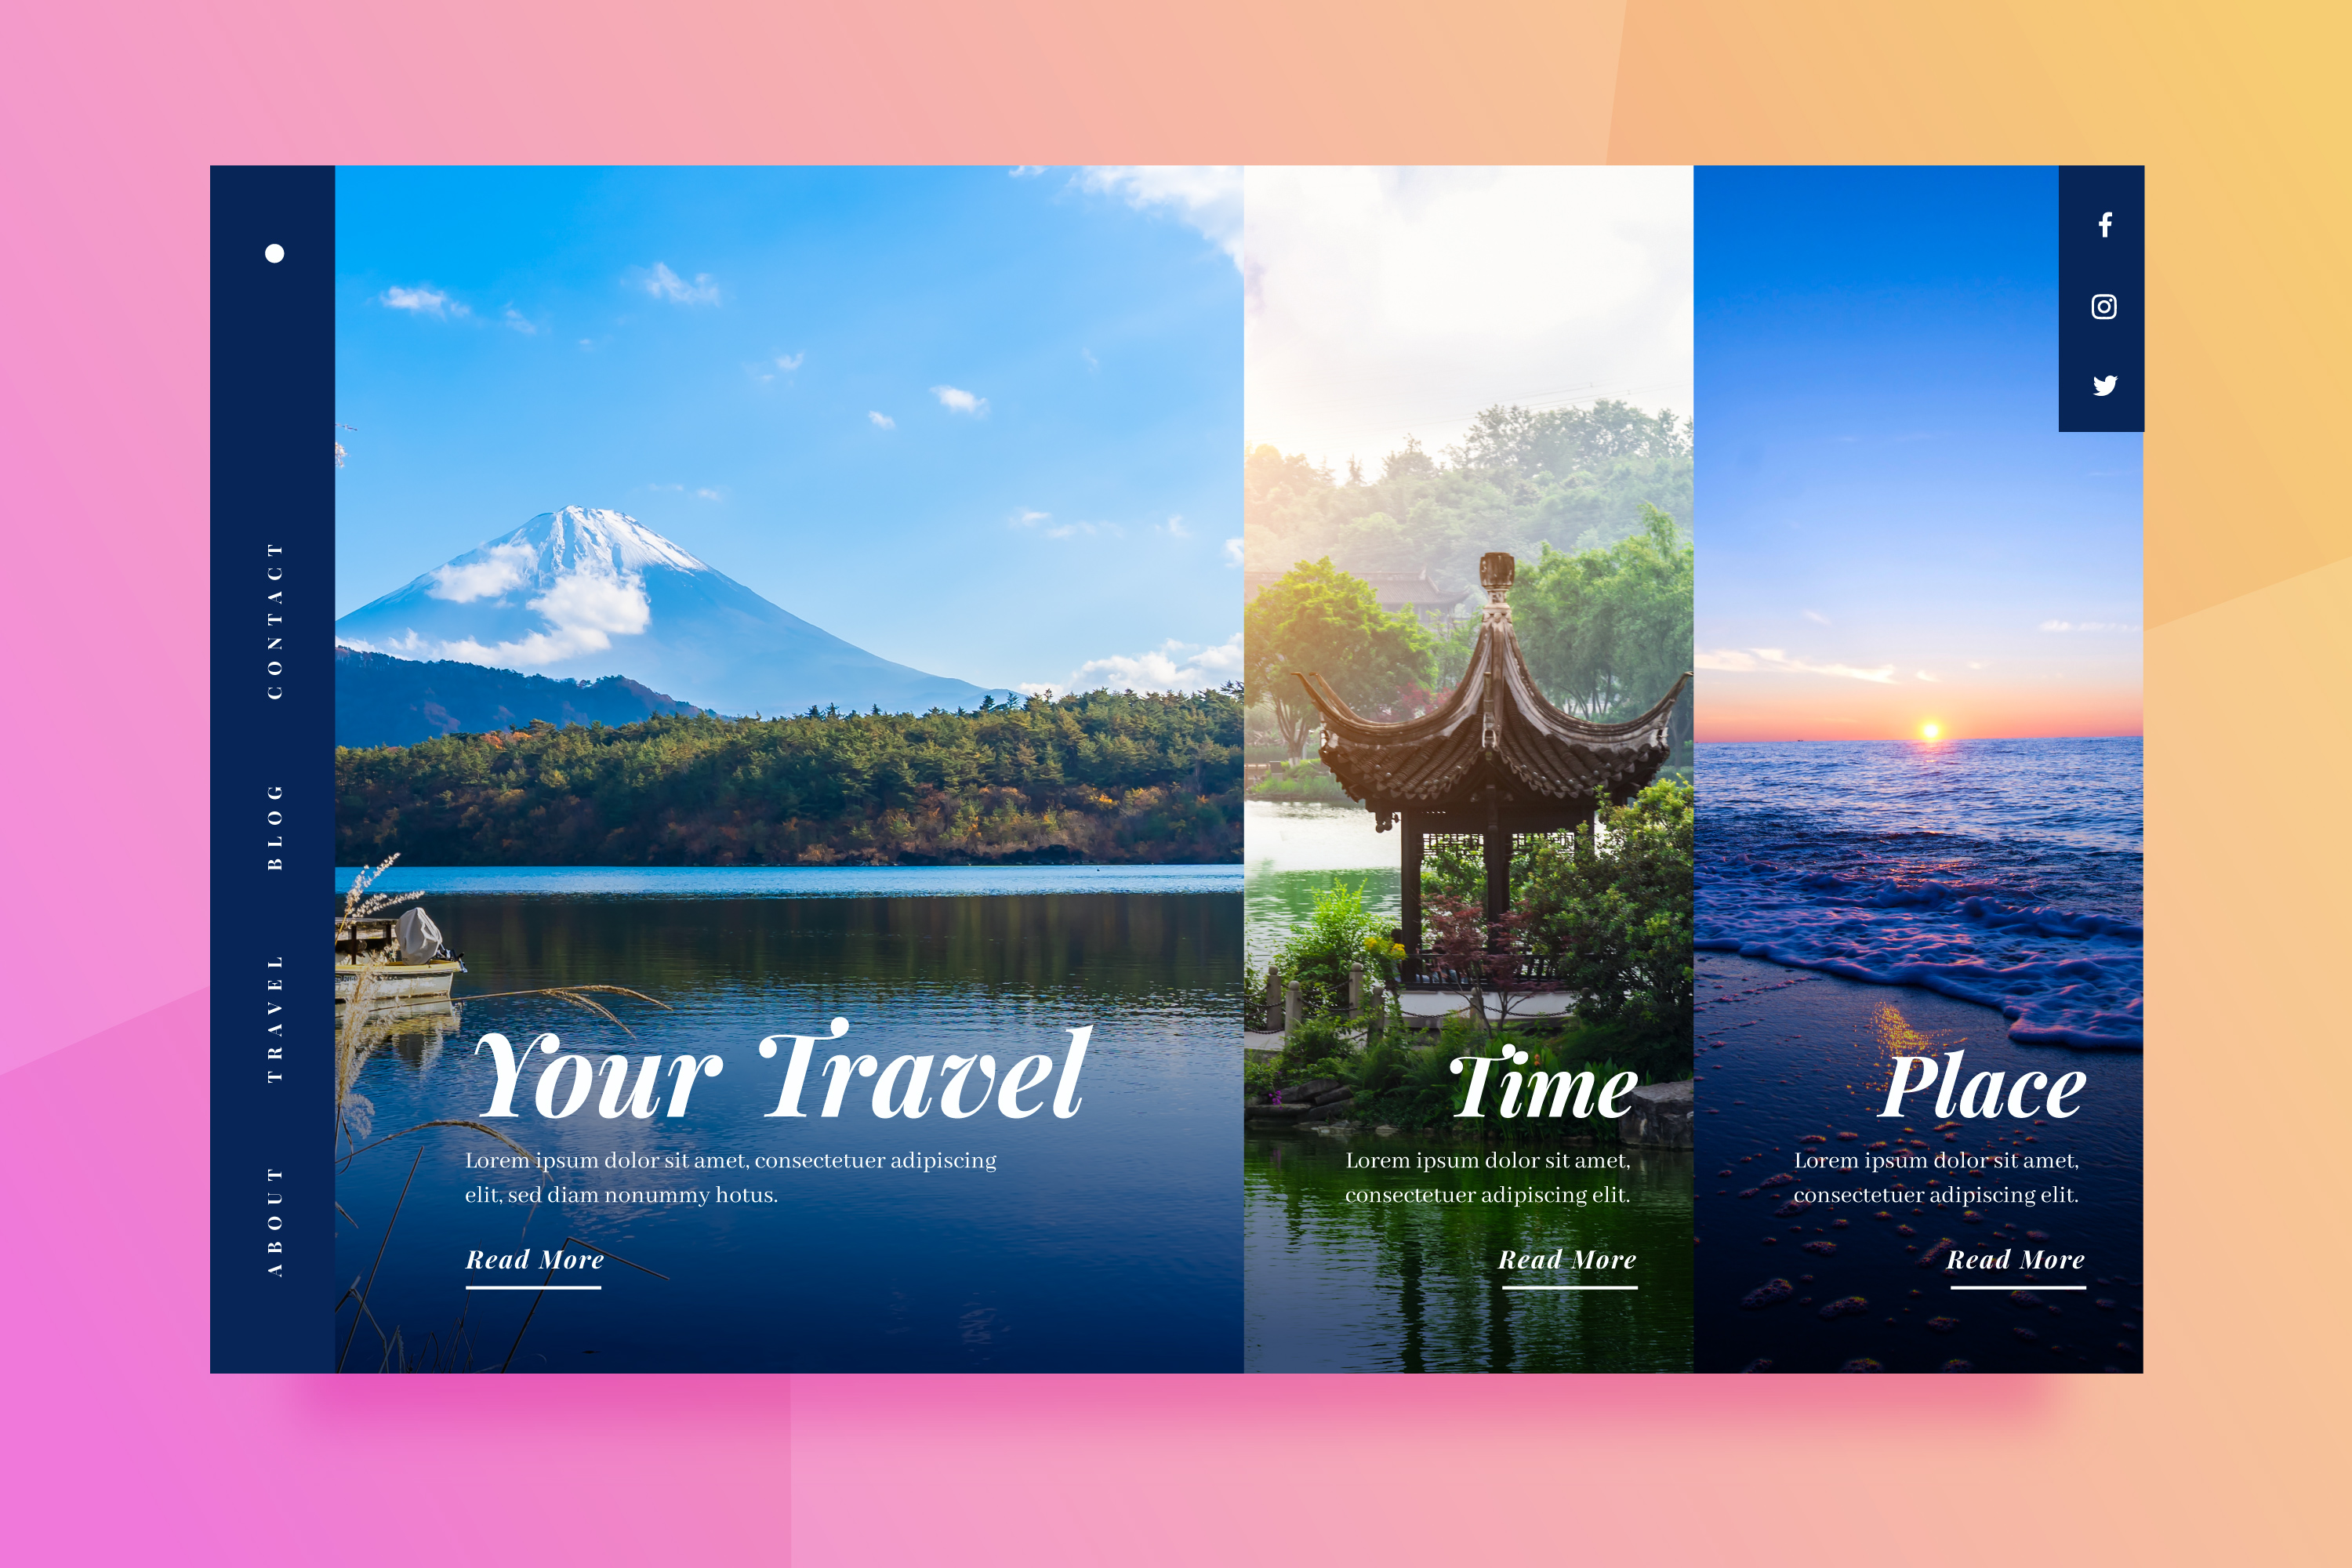 CONTACT
BLOG
TRAVEL
ABOUT
Your Travel
Lorem ipsum dolor sit amet, consectetuer adipiscing
elit, sed diam nonummy hotus.
Read More
Time
Lorem ipsum dolor sit amet,
consectetuer adipiscing elit.
Read More
Place
Lorem ipsum dolor sit amet,
consectetuer adipiscing elit.
Read More